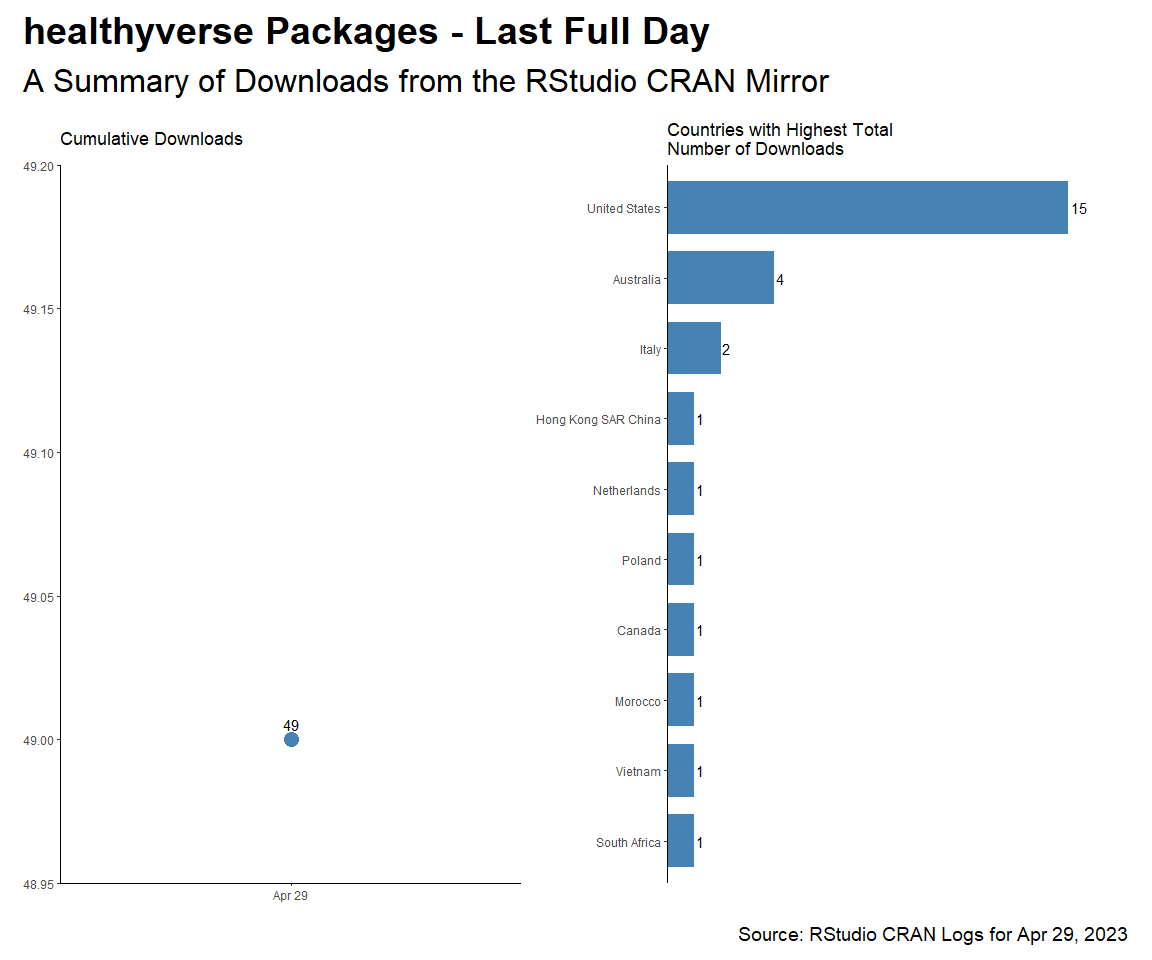 healthyverse Packages - Last Full Day
A Summary of Downloads from the RStudio CRAN Mirror
Cumulative Downloads
49.20
49.15
49.10
49.05
49.00
48.95
49
Apr 29
Countries with Highest Total
Number of Downloads
United States 15
Australia 4
Italy 2
Hong Kong SAR China 1
Netherlands 1
Poland 1
Canada 1
Morocco 1
Vietnam 1
South Africa 1
Source: RStudio CRAN Logs for Apr 29, 2023